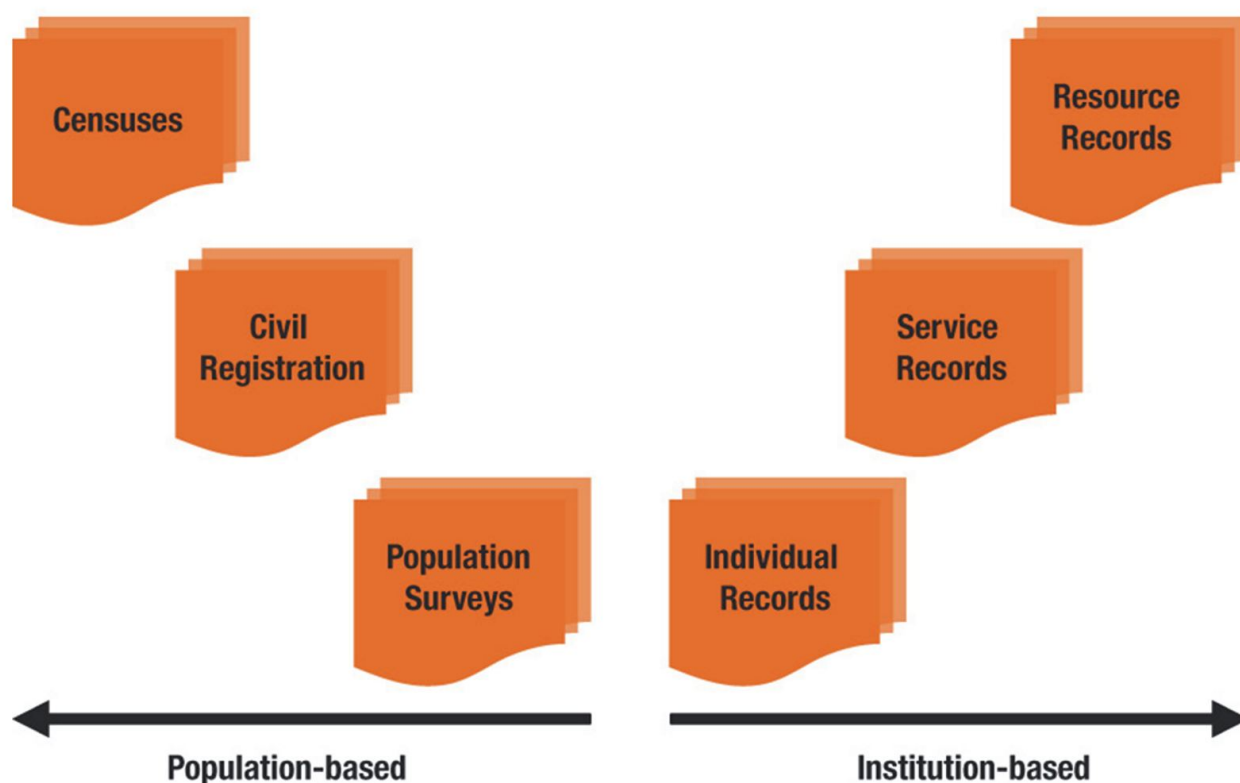 Censuses
Resource
Records
Civil
Registration
Service
Records
Population
Surveys
Individual
Records
Population-based
Institution-based